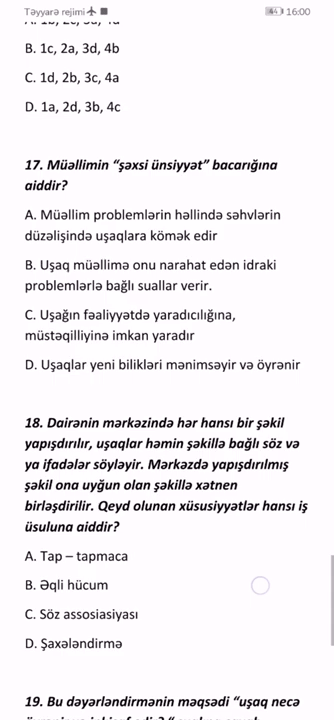 Təyyarə rejimi
64
16:00
B. 1c, 2a, 3d, 4b
C. 1d, 2b, 3c, 4a
D. 1a, 2d, 3b, 4c
17. Müəllimin “şəxsi ünsiyyət” bacarığına
aiddir?
A. Müəllim problemlərin həllində səhvlərin
düzəlişində uşaqlara kömək edir
B. Uşaq müəllimə onu narahat edən idraki
problemlərlə bağlı suallar verir.
C. Uşağın fəaliyyətdə yaradıcılığına,
müstəqilliyinə imkan yaradır
D. Uşaqlar yeni bilikləri mənimsəyir və öyrənir
18. Dairənin mərkəzində hər hansı bir şəkil
yapışdırılır, uşaqlar həmin şəkillə bağlı söz və
ya ifadələr söyləyir. Mərkəzdə yapışdırılmış
şəkil ona uyğun olan şəkillə xətnen
birləşdirilir. Qeyd olunan xüsusiyyətlər hansı iş
üsuluna aiddir?
A. Tap – tapmaca
B. Əqli hücum
C. Söz assosiasiyası
D. Şaxələndirmə
19. Bu dəyərləndirmənin məqsədi “uşaq necə